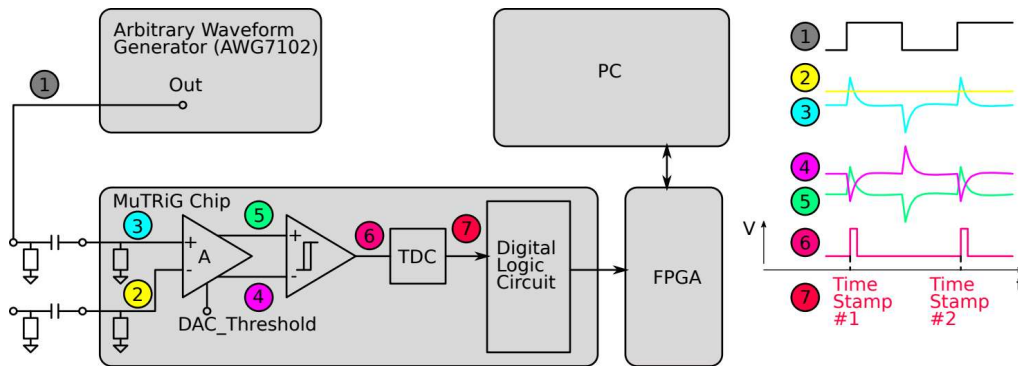 Arbitrary Waveform
Generator (AWG7102)
Out
1
PC
MuTRiG Chip
3
5
+
A
-
2
+
-
4
6
TDC
7
Digital
Logic
Circuit
FPGA
DAC_Threshold
1
2
3
4
5
V
6
t
7
Time
Stamp
#1
Time
Stamp
#2